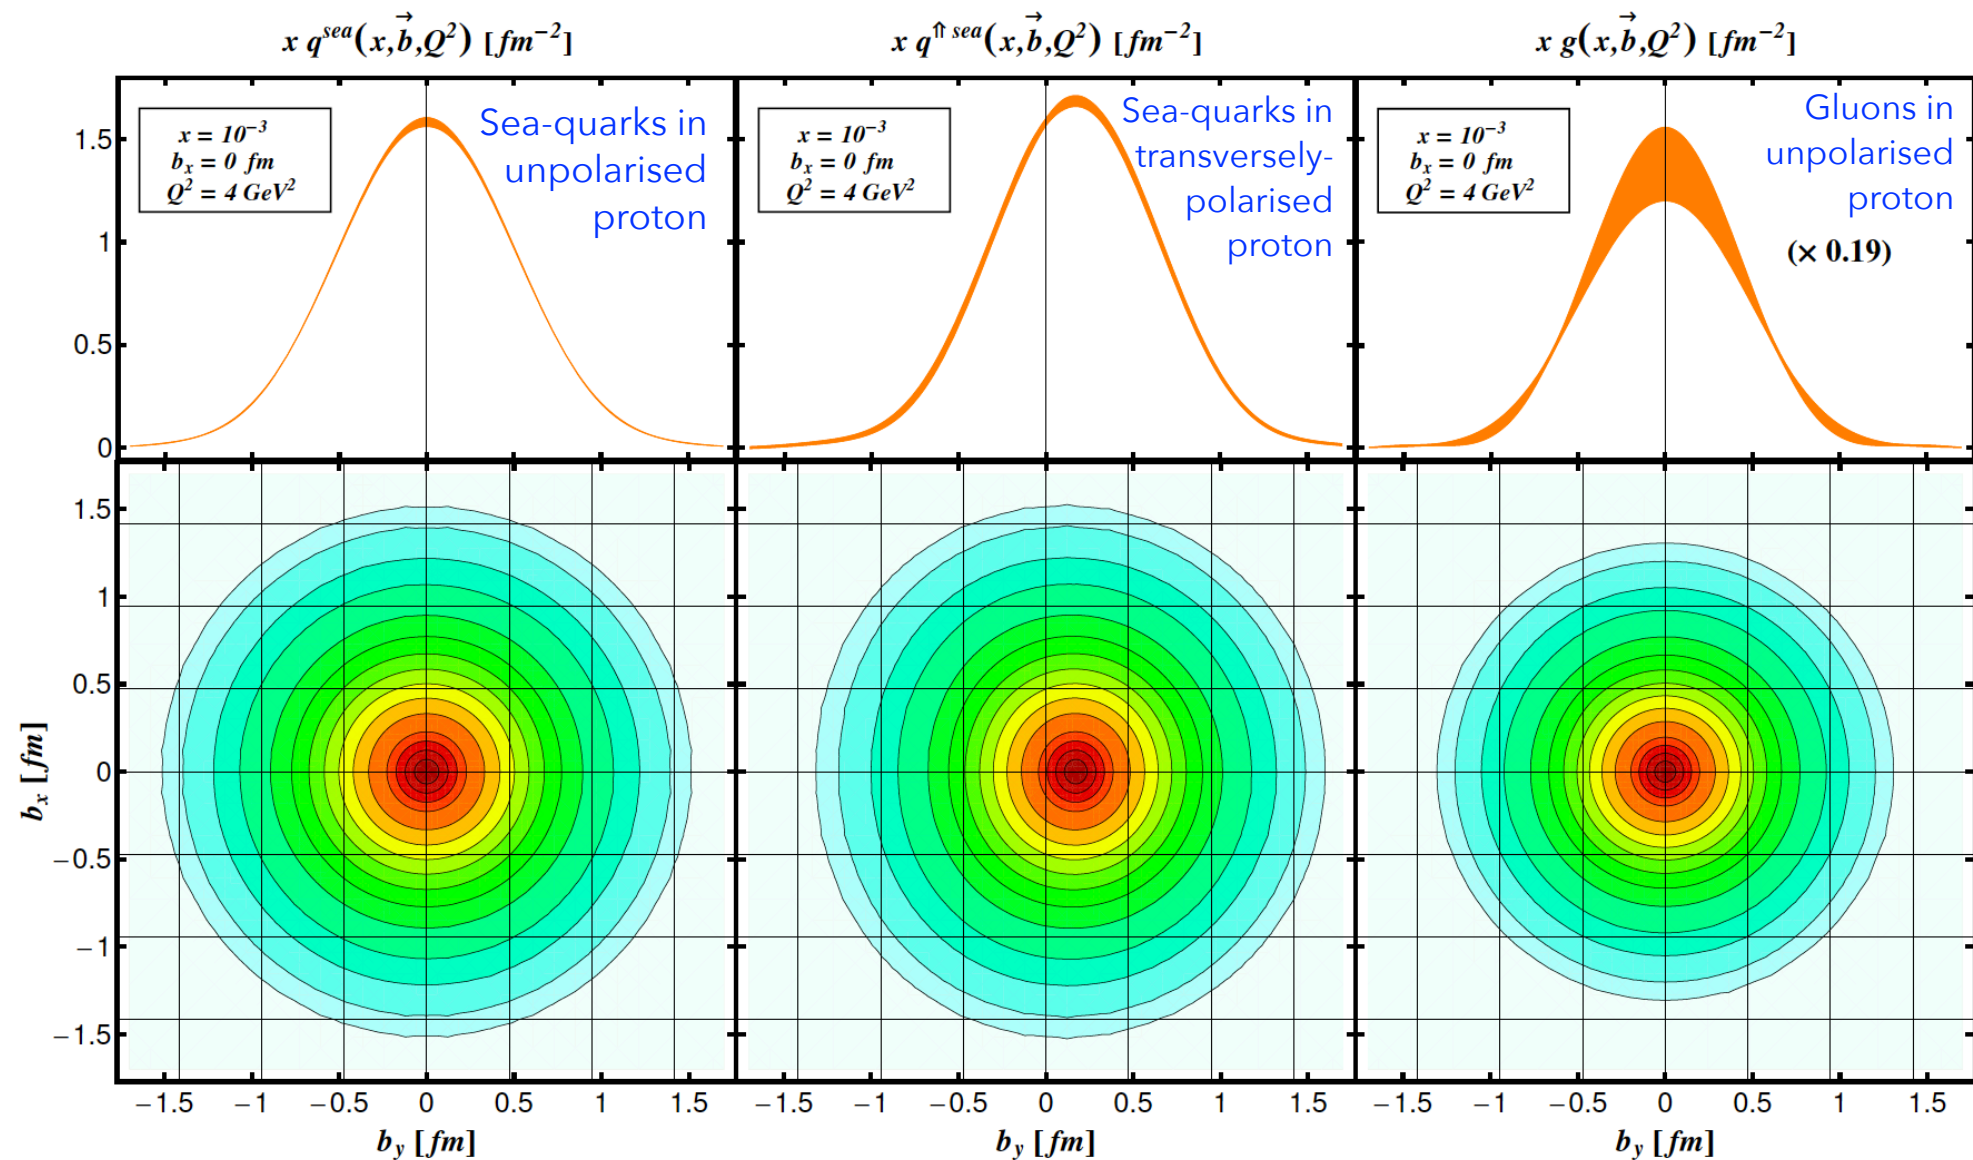 x q^sea(x,b⃗,Q²) [fm⁻²]
x = 10⁻³
b_x = 0 fm
Q² = 4 GeV²
Sea-quarks in
unpolarised
proton
x q^⇑ sea(x,b⃗,Q²) [fm⁻²]
x = 10⁻³
b_x = 0 fm
Q² = 4 GeV²
Sea-quarks in
transversely-
polarised
proton
x g(x,b⃗,Q²) [fm⁻²]
x = 10⁻³
b_x = 0 fm
Q² = 4 GeV²
Gluons in
unpolarised
proton
(× 0.19)
1.5
1
0.5
0
1.5
1
0.5
0
−0.5
−1
−1.5
b_x [fm]
−1.5 −1 −0.5 0 0.5 1 1.5
b_y [fm]
−1.5 −1 −0.5 0 0.5 1 1.5
b_y [fm]
−1.5 −1 −0.5 0 0.5 1 1.5
b_y [fm]